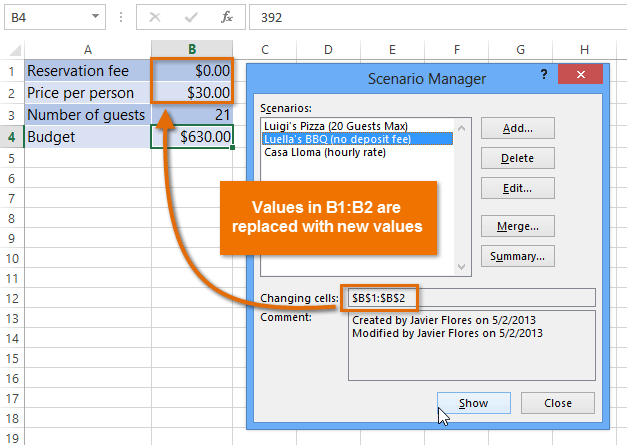 B4 392
A B C D E F G H
1 Reservation fee $0.00
2 Price per person $30.00
3 Number of guests 21
4 Budget $630.00
5
6
7
8
9
10
11
12
13
14
15
16
17
18
19
Scenario Manager ? ×
Scenarios:
Luigi's Pizza (20 Guests Max)
Luella's BBQ (no deposit fee)
Casa Lloma (hourly rate)
Add...
Delete
Edit...
Merge...
Summary...
Values in B1:B2 are
replaced with new values
Changing cells: $B$1:$B$2
Comment: Created by Javier Flores on 5/2/2013
Modified by Javier Flores on 5/2/2013
Show Close